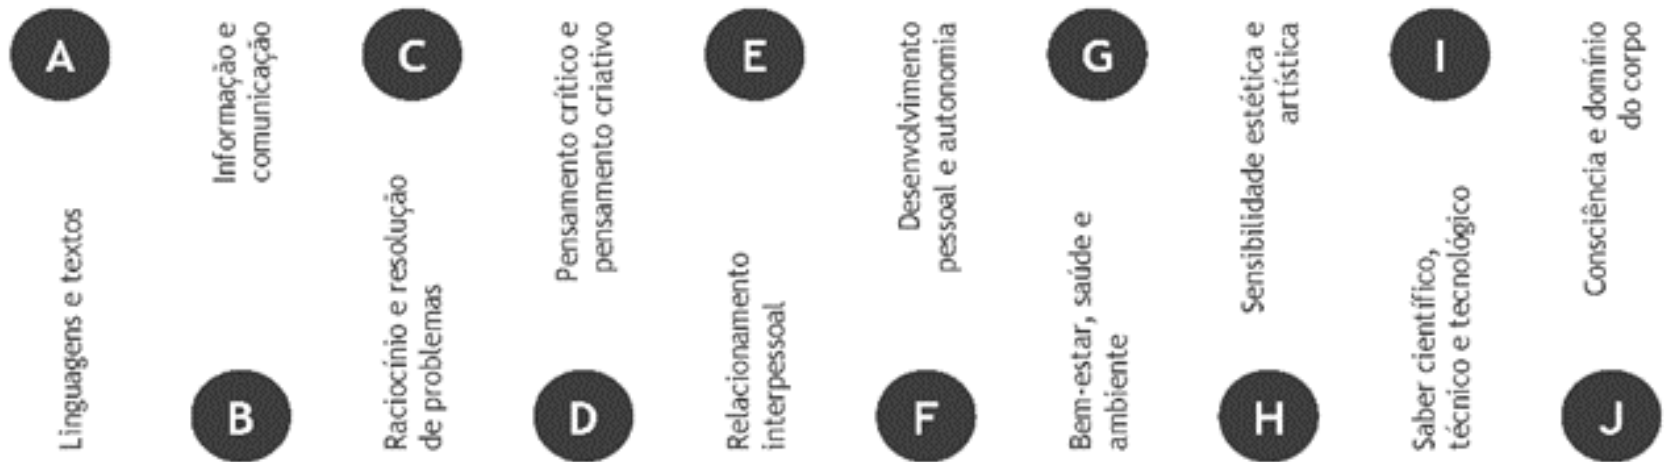 A
Linguagens e textos
B
Informação e
comunicação
C
Raciocínio e resolução
de problemas
D
Pensamento crítico e
pensamento criativo
E
Relacionamento
interpessoal
F
Desenvolvimento
pessoal e autonomia
G
Bem-estar, saúde e
ambiente
H
Sensibilidade estética e
artística
I
Saber científico,
técnico e tecnológico
J
Consciência e domínio
do corpo